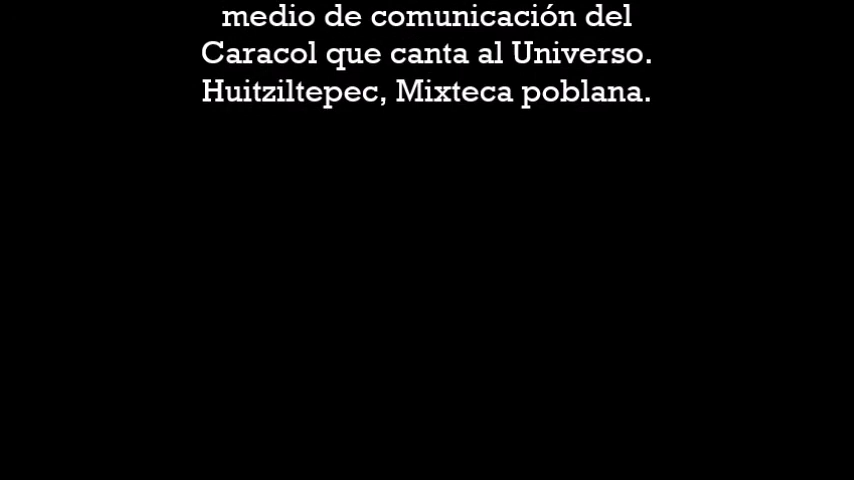 medio de comunicación del
Caracol que canta al Universo.
Huitziltepec, Mixteca poblana.